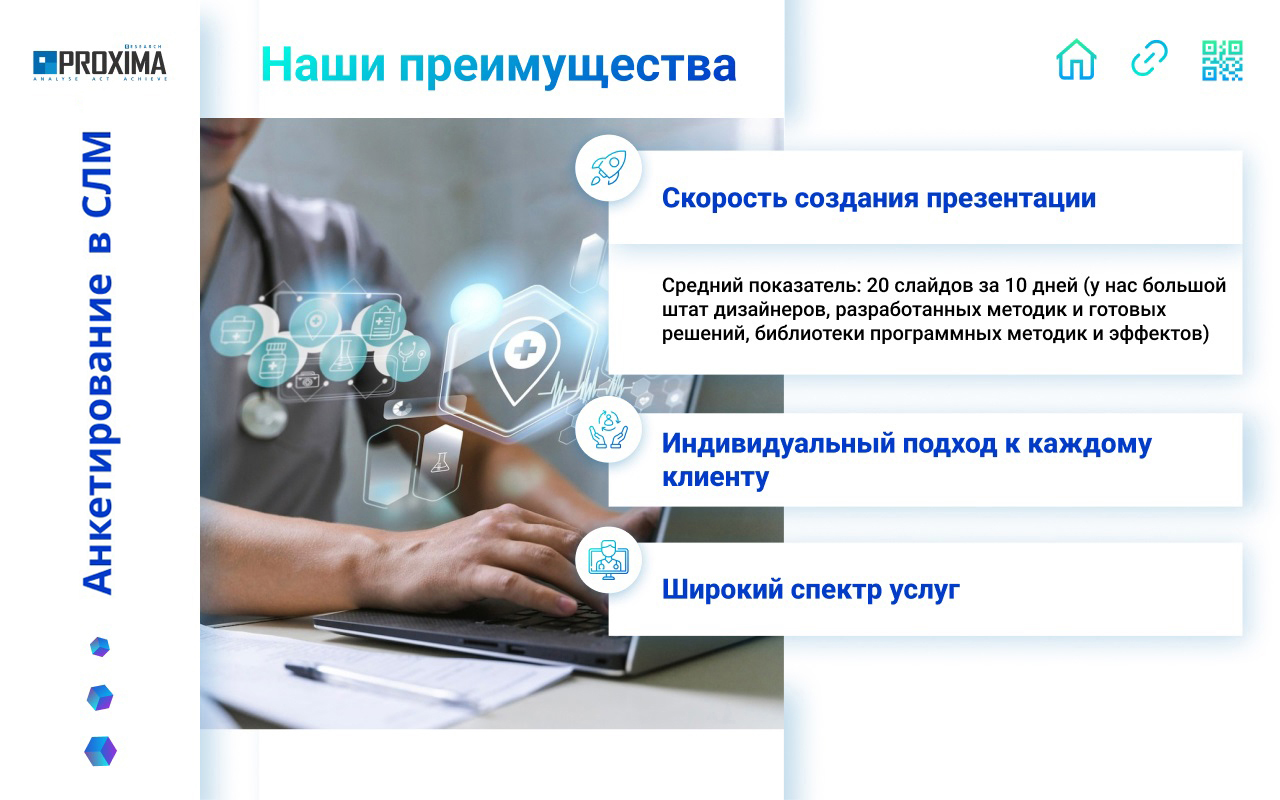 RESEARCH
PROXIMA
ANALYSE ACT ACHIEVE
Анкетирование в СЛМ
Наши преимущества
Скорость создания презентации
Средний показатель: 20 слайдов за 10 дней (у нас большой
штат дизайнеров, разработанных методик и готовых
решений, библиотеки программных методик и эффектов)
Индивидуальный подход к каждому
клиенту
Широкий спектр услуг